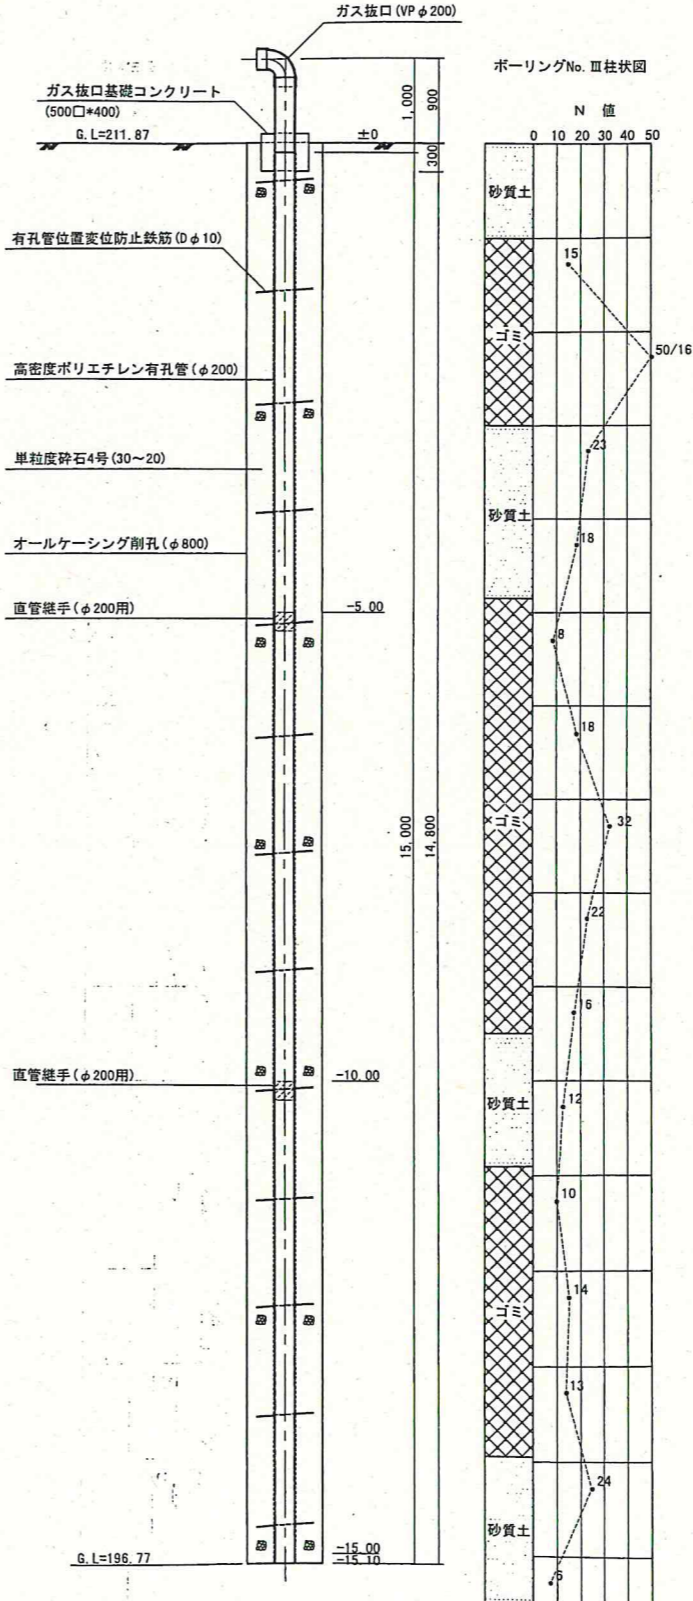 ガス抜口(VPφ200)
ガス抜口基礎コンクリート
(500□*400)
G.L=211.87
±0
1,000
900
300
有孔管位置変位防止鉄筋(Dφ10)
高密度ポリエチレン有孔管(φ200)
単粒度砕石4号(30～20)
オールケーシング削孔(φ800)
直管継手(φ200用)
-5.00
15,000
14,800
直管継手(φ200用)
-10.00
-15.00
-15.10
G.L=196.77
ボーリングNo.Ⅲ柱状図
N 値
0 10 20 30 40 50
砂質土
15
ゴミ
50/16
23
砂質土
18
8
18
ゴミ
32
22
16
砂質土
12
10
14
ゴミ
13
24
砂質土